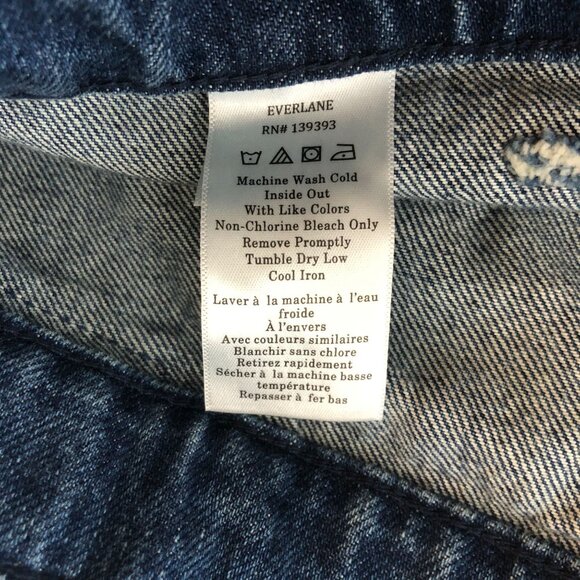 EVERLANE
RN# 139393
Machine Wash Cold
Inside Out
With Like Colors
Non-Chlorine Bleach Only
Remove Promptly
Tumble Dry Low
Cool Iron
Laver à la machine à l'eau
froide
À l'envers
Avec couleurs similaires
Blanchir sans chlore
Retirez rapidement
Sécher à la machine basse
température
Repasser à fer bas